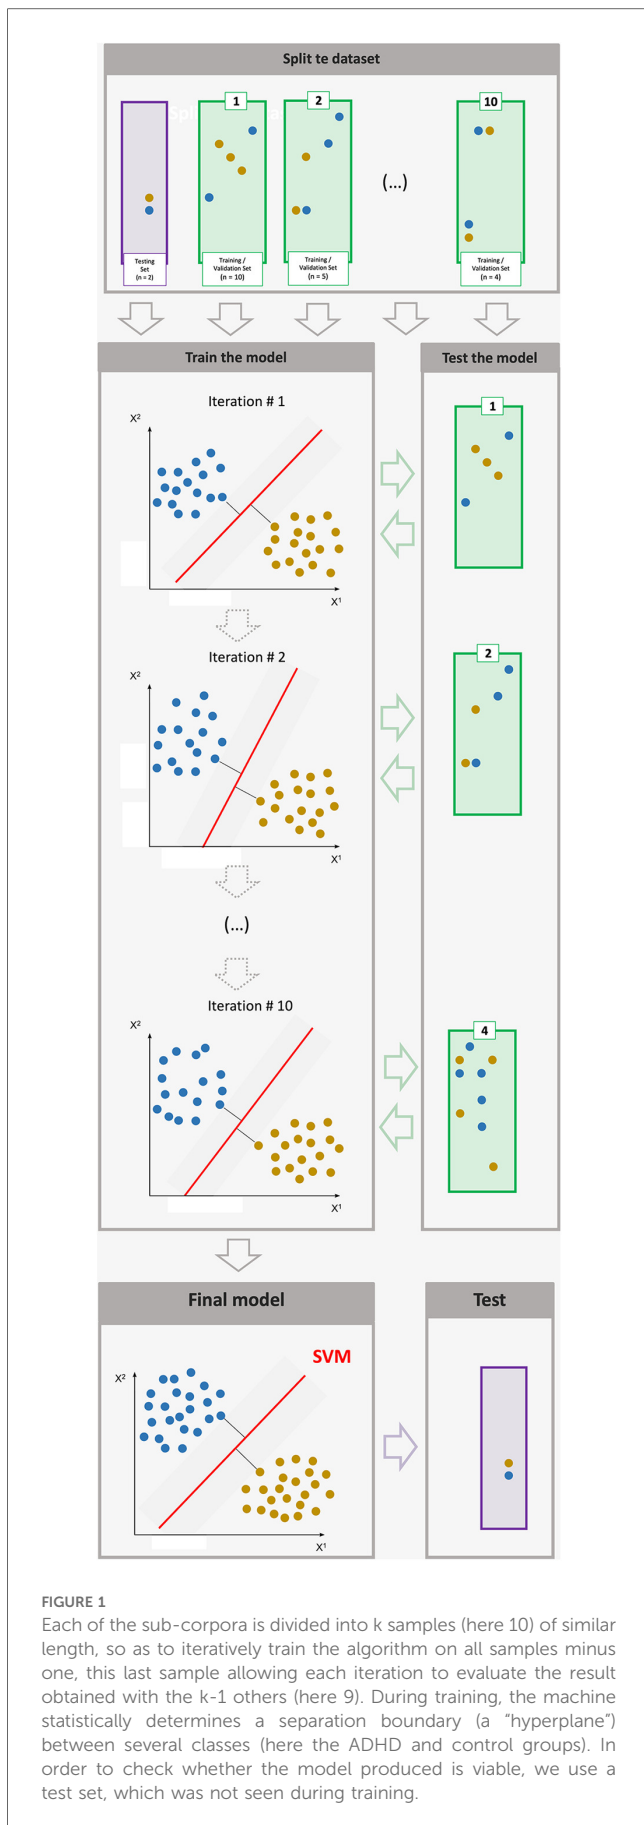 Split te dataset
1
2
10
(...)
Testing
Set
(n = 2)
Training /
Validation Set
(n = 10)
Training /
Validation Set
(n = 5)
Training /
Validation Set
(n = 4)
Train the model
Test the model
Iteration # 1
X²
X¹
1
Iteration # 2
X²
X¹
2
(...)
Iteration # 10
X²
X¹
4
Final model
Test
SVM
X²
X¹
FIGURE 1
Each of the sub-corpora is divided into k samples (here 10) of similar
length, so as to iteratively train the algorithm on all samples minus
one, this last sample allowing each iteration to evaluate the result
obtained with the k-1 others (here 9). During training, the machine
statistically determines a separation boundary (a “hyperplane”)
between several classes (here the ADHD and control groups). In
order to check whether the model produced is viable, we use a
test set, which was not seen during training.